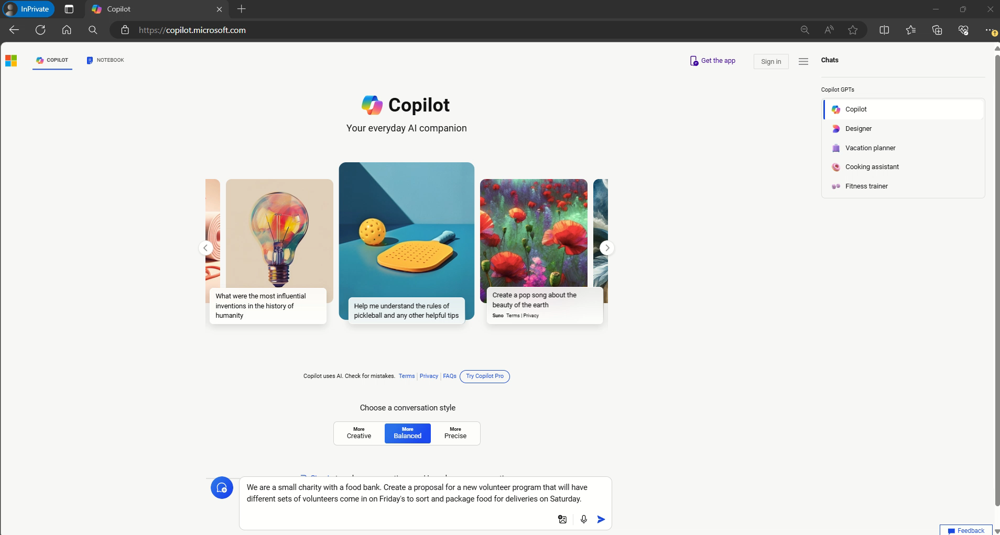 InPrivate
Copilot
https://copilot.microsoft.com
COPILOT
NOTEBOOK
Get the app
Sign in
Chats
Copilot GPTs
Copilot
Designer
Vacation planner
Cooking assistant
Fitness trainer
Copilot
Your everyday AI companion
What were the most influential
inventions in the history of
humanity
Help me understand the rules of
pickleball and any other helpful tips
Create a pop song about the
beauty of the earth
Suno Terms | Privacy
Copilot uses AI. Check for mistakes. Terms | Privacy | FAQs Try Copilot Pro
Choose a conversation style
More
Creative
More
Balanced
More
Precise
We are a small charity with a food bank. Create a proposal for a new volunteer program that will have
different sets of volunteers come in on Friday's to sort and package food for deliveries on Saturday.
Feedback